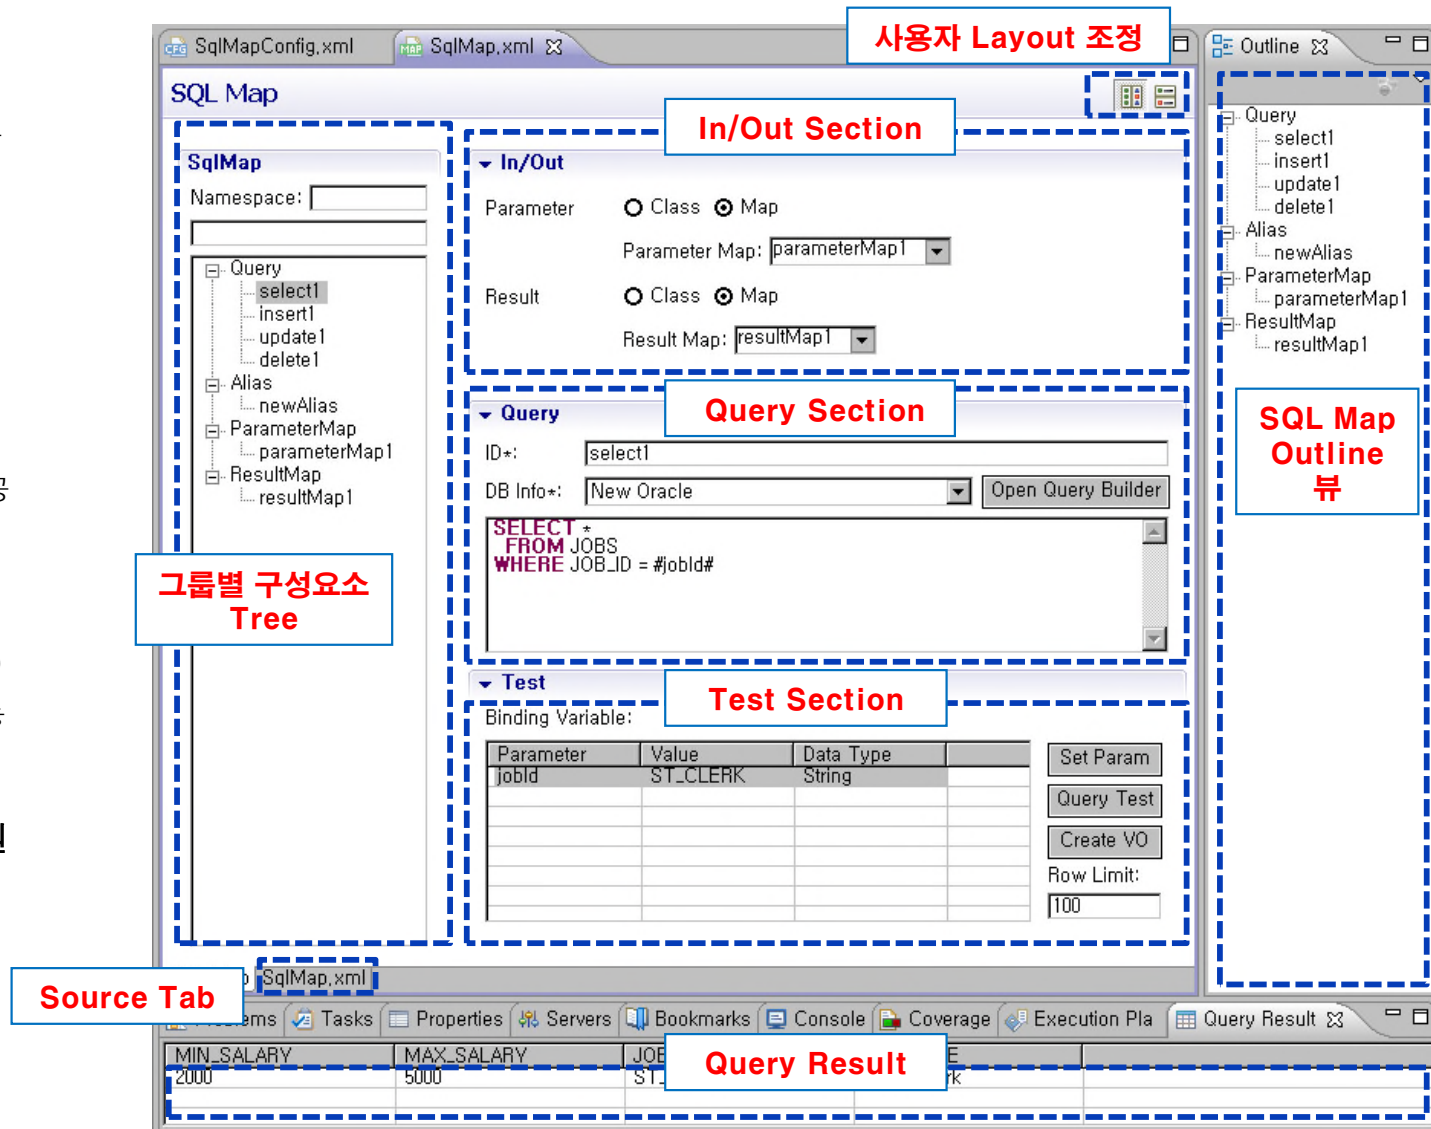 SqlMapConfig.xml
SqlMap.xml
사용자 Layout 조정
Outline
SQL Map
SqlMap
Namespace:
Query
select1
insert1
update1
delete1
Alias
newAlias
ParameterMap
parameterMap1
ResultMap
resultMap1
그룹별 구성요소
Tree
In/Out Section
In/Out
Parameter
Class
Map
Parameter Map: parameterMap1
Result
Class
Map
Result Map: resultMap1
Query Section
Query
ID*: select1
DB Info*: New Oracle
Open Query Builder
SELECT *
FROM JOBS
WHERE JOB_ID = #jobId#
Test Section
Test
Binding Variable:
Parameter Value Data Type
jobId ST_CLERK String
Set Param
Query Test
Create VO
Row Limit:
100
Query
select1
insert1
update1
delete1
Alias
newAlias
ParameterMap
parameterMap1
ResultMap
resultMap1
SQL Map
Outline
뷰
Source Tab
SqlMap.xml
Tasks
Properties
Servers
Bookmarks
Console
Coverage
Execution Pla
Query Result
MIN_SALARY MAX_SALARY
2000 5000
Query Result